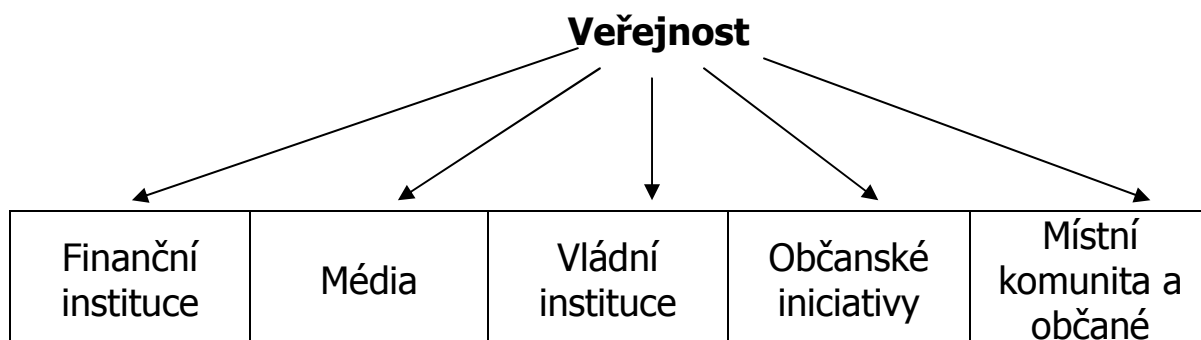 Veřejnost
Finanční
instituce
Média
Vládní
instituce
Občanské
iniciativy
Místní
komunita a
občané